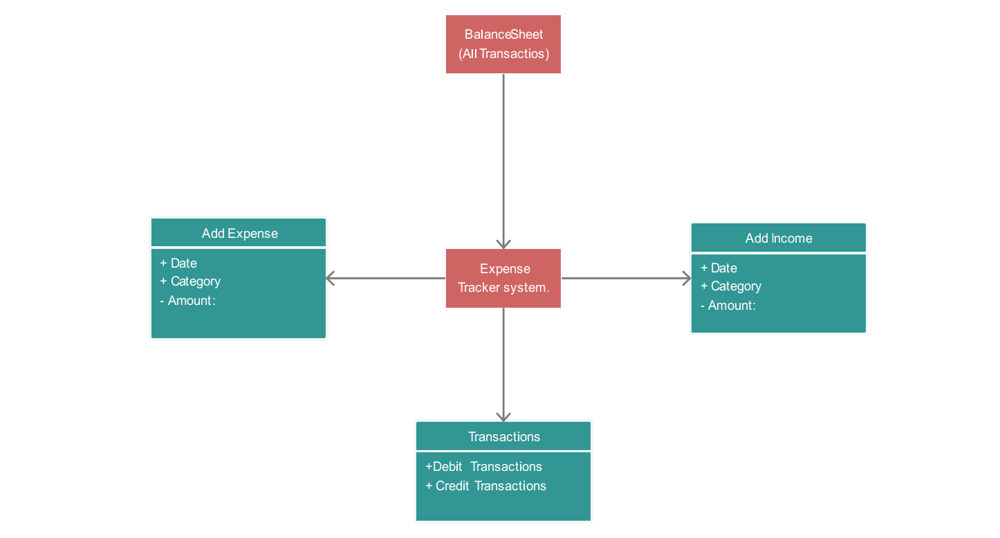 BalanceSheet
(All Transactios)
Add Expense
+ Date
+ Category
- Amount:
Expense
Tracker system.
Add Income
+ Date
+ Category
- Amount:
Transactions
+Debit Transactions
+ Credit Transactions